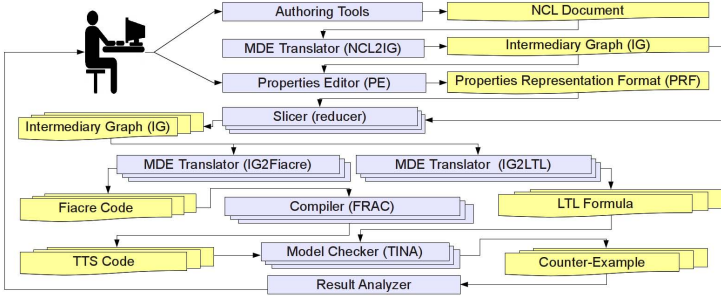 Authoring Tools
NCL Document
MDE Translator (NCL2IG)
Intermediary Graph (IG)
Properties Editor (PE)
Properties Representation Format (PRF)
Slicer (reducer)
Intermediary Graph (IG)
MDE Translator (IG2Fiacre)
MDE Translator (IG2LTL)
Fiacre Code
Compiler (FRAC)
LTL Formula
Model Checker (TINA)
TTS Code
Counter-Example
Result Analyzer